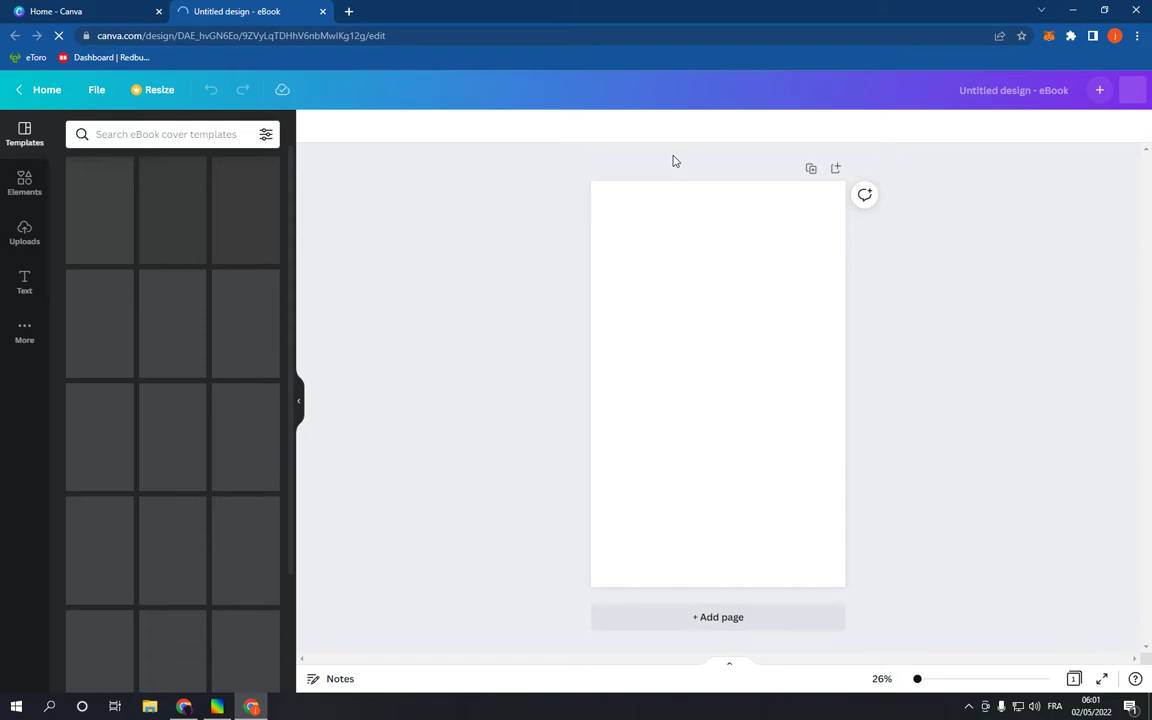 Home - Canva
Untitled design - eBook
canva.com/design/DAE_hvGN6Eo/9ZVyLqTDHhV6nbMwIKg12g/edit
eToro
Dashboard | Redbu...
Home
File
Resize
Untitled design - eBook
Templates
Search eBook cover templates
Elements
Uploads
Text
More
+ Add page
Notes
26%
1
FRA
06:01
02/05/2022
1